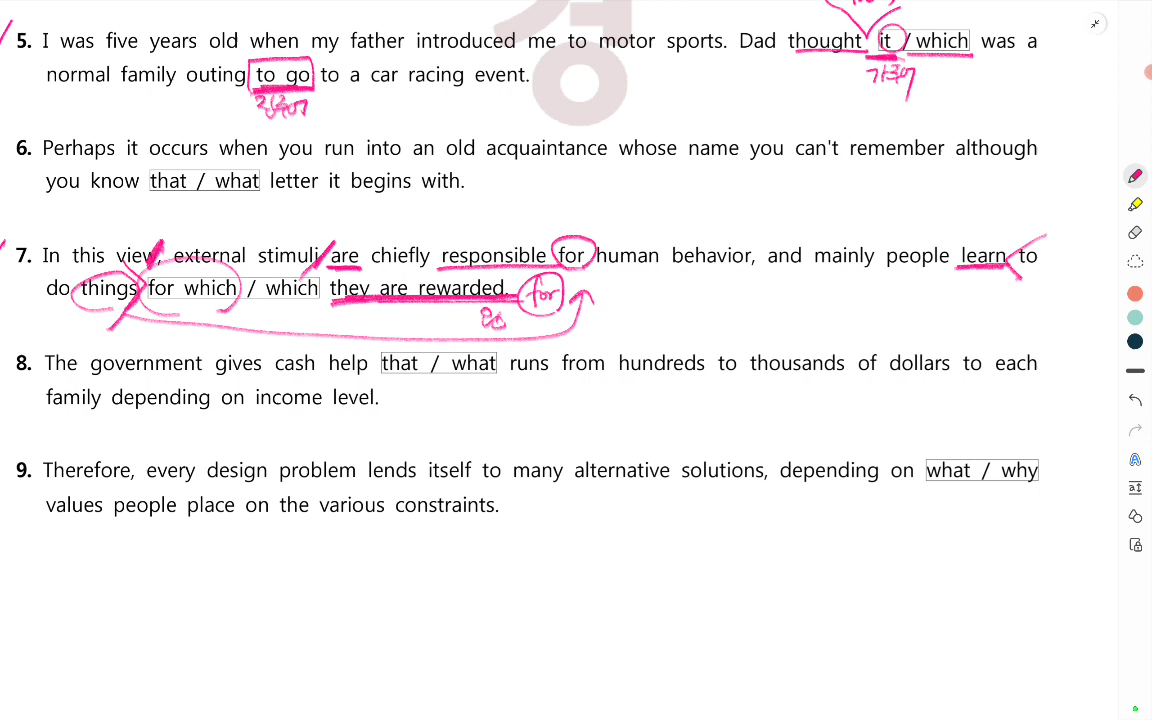 5. I was five years old when my father introduced me to motor sports. Dad thought it / which was a
normal family outing to go to a car racing event.
가주어
진주어
6. Perhaps it occurs when you run into an old acquaintance whose name you can't remember although
you know that / what letter it begins with.
7. In this view, external stimuli are chiefly responsible for human behavior, and mainly people learn to
do things for which / which they are rewarded.
for
8. The government gives cash help that / what runs from hundreds to thousands of dollars to each
family depending on income level.
9. Therefore, every design problem lends itself to many alternative solutions, depending on what / why
values people place on the various constraints.